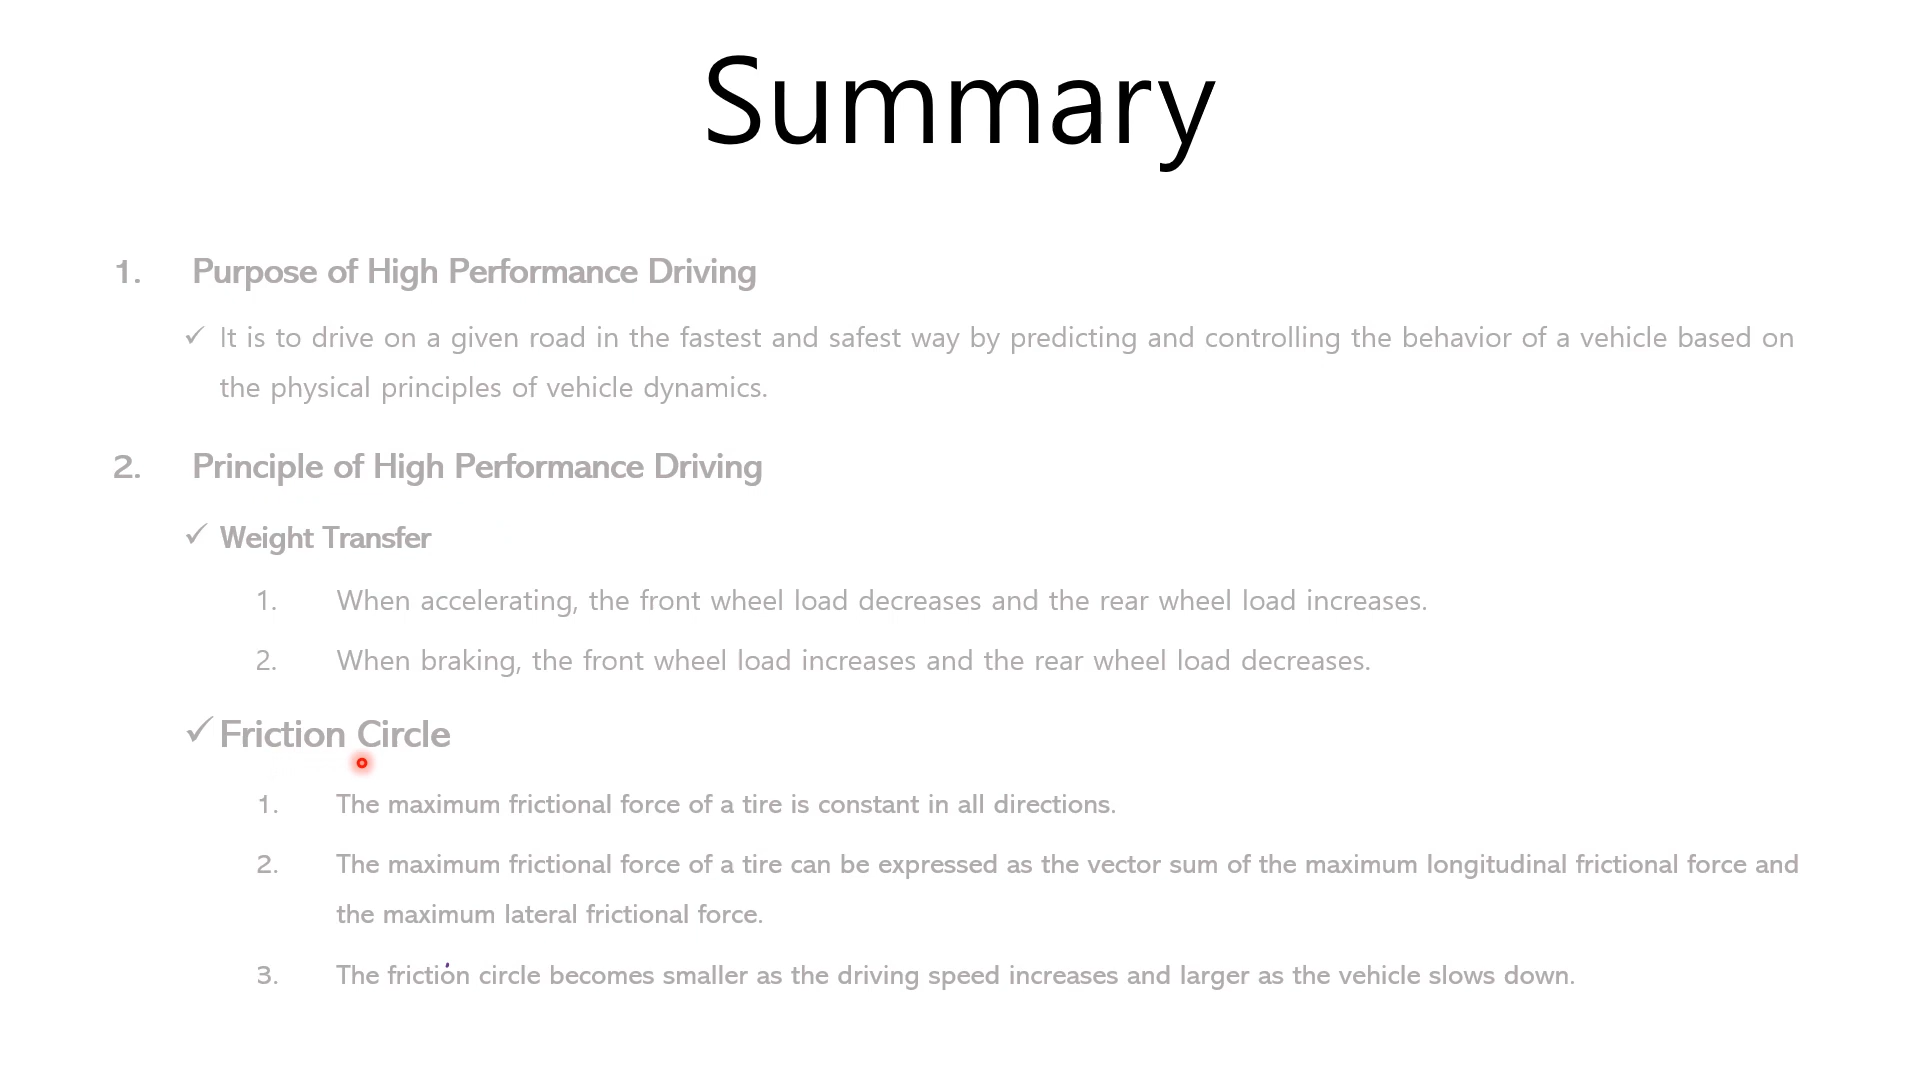 Summary
1. Purpose of High Performance Driving
✓ It is to drive on a given road in the fastest and safest way by predicting and controlling the behavior of a vehicle based on
the physical principles of vehicle dynamics.
2. Principle of High Performance Driving
✓ Weight Transfer
1. When accelerating, the front wheel load decreases and the rear wheel load increases.
2. When braking, the front wheel load increases and the rear wheel load decreases.
✓ Friction Circle
1. The maximum frictional force of a tire is constant in all directions.
2. The maximum frictional force of a tire can be expressed as the vector sum of the maximum longitudinal frictional force and
the maximum lateral frictional force.
3. The friction circle becomes smaller as the driving speed increases and larger as the vehicle slows down.